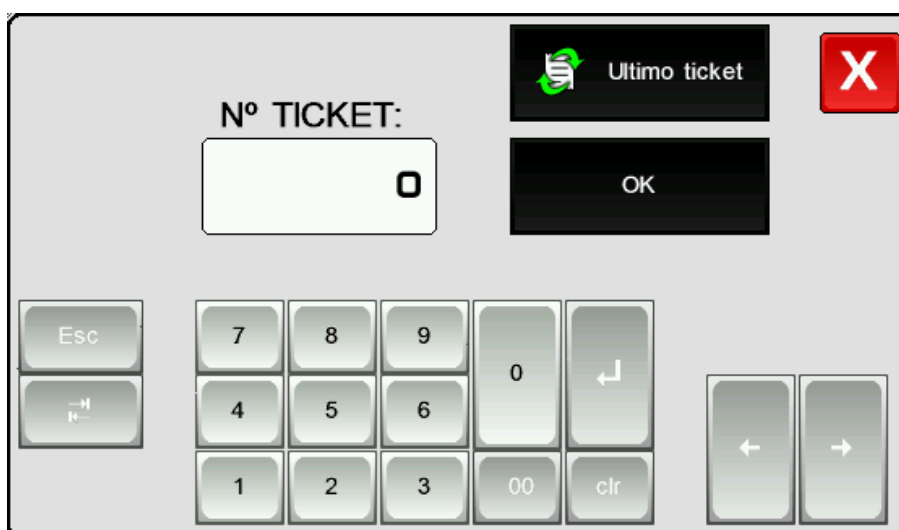 Ultimo ticket
X
Nº TICKET:
0
OK
Esc
7 8 9
0
4 5 6
1 2 3 00 clr